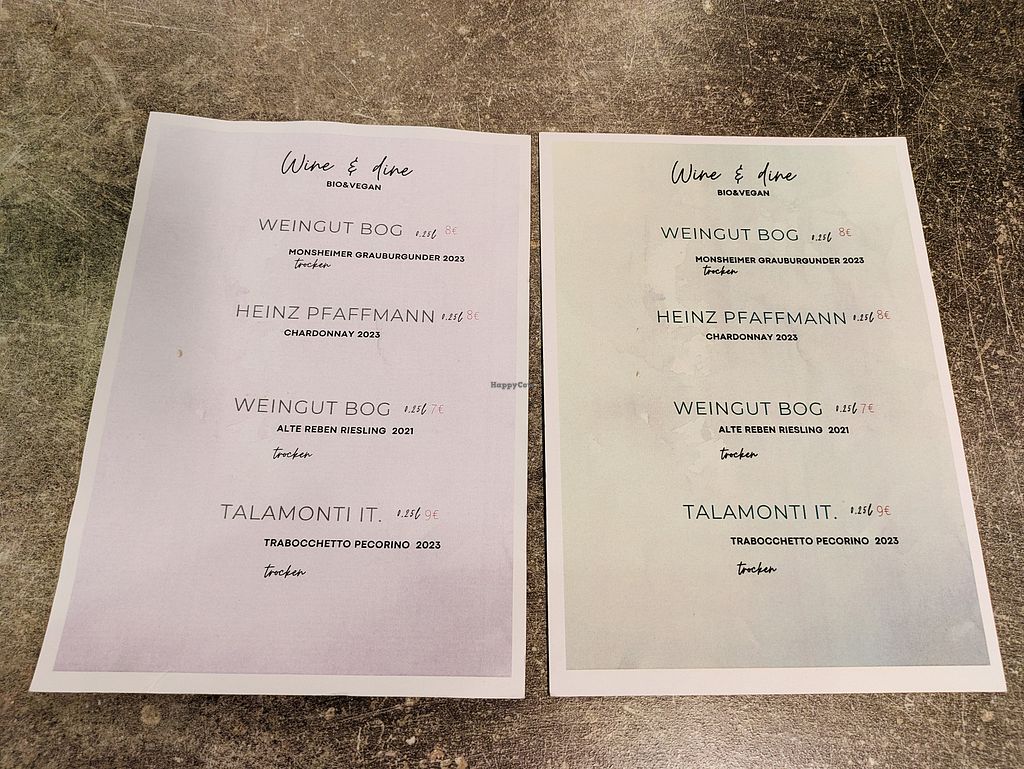 Wine & dine
BIO&VEGAN
WEINGUT BOG 0.25l 8€
MONSHEIMER GRAUBURGUNDER 2023
trocken
HEINZ PFAFFMANN 0.25l 8€
CHARDONNAY 2023
WEINGUT BOG 0.25l 7€
ALTE REBEN RIESLING 2021
trocken
TALAMONTI IT. 0.25l 9€
TRABOCCHETTO PECORINO 2023
trocken
Wine & dine
BIO&VEGAN
WEINGUT BOG 0.25l 8€
MONSHEIMER GRAUBURGUNDER 2023
trocken
HEINZ PFAFFMANN 0.25l 8€
CHARDONNAY 2023
WEINGUT BOG 0.25l 7€
ALTE REBEN RIESLING 2021
trocken
TALAMONTI IT. 0.25l 9€
TRABOCCHETTO PECORINO 2023
trocken